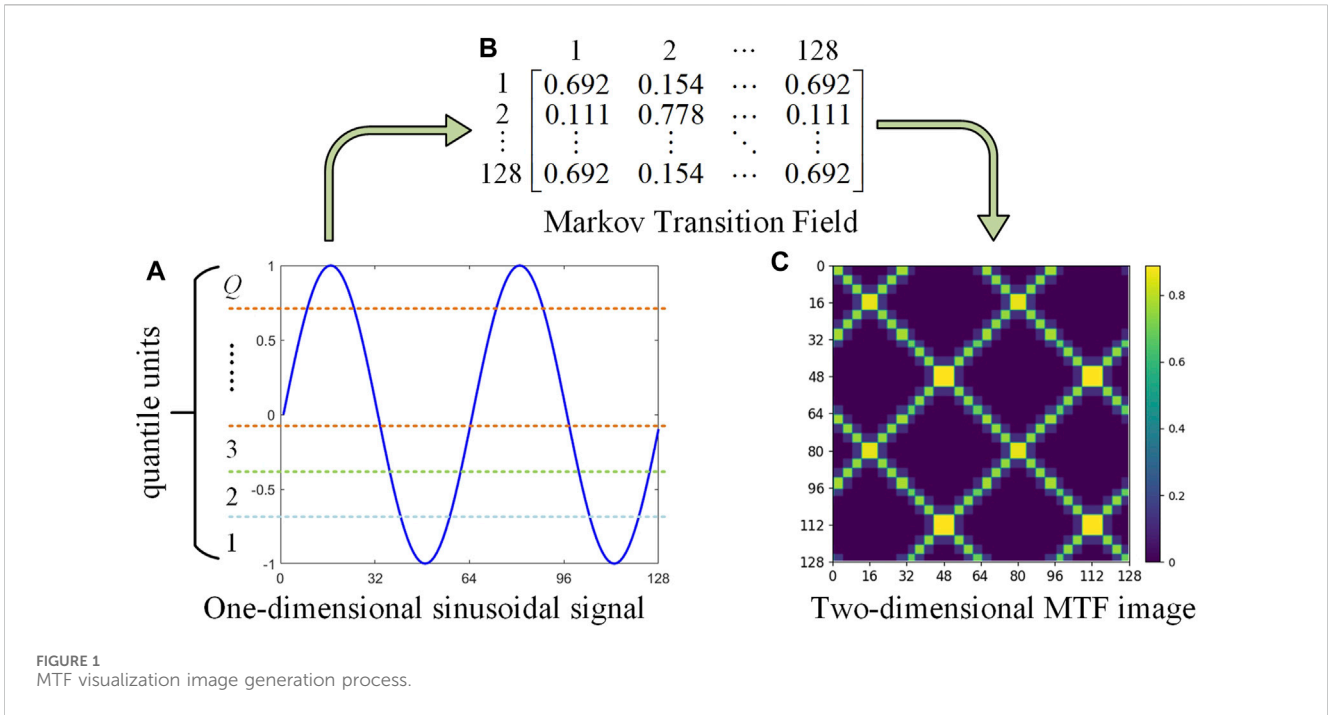 B
1 2 ··· 128
1 0.692 0.154 ··· 0.692
2 0.111 0.778 ··· 0.111
⋮ ⋮ ⋮ ⋱ ⋮
128 0.692 0.154 ··· 0.692
Markov Transition Field
A
quantile units
Q
······
3
2
1
1
0.5
0
-0.5
-1
0 32 64 96 128
One-dimensional sinusoidal signal
C
0
16
32
48
64
80
96
112
128
0 16 32 48 64 80 96 112 128
0.8
0.6
0.4
0.2
0
Two-dimensional MTF image
FIGURE 1
MTF visualization image generation process.